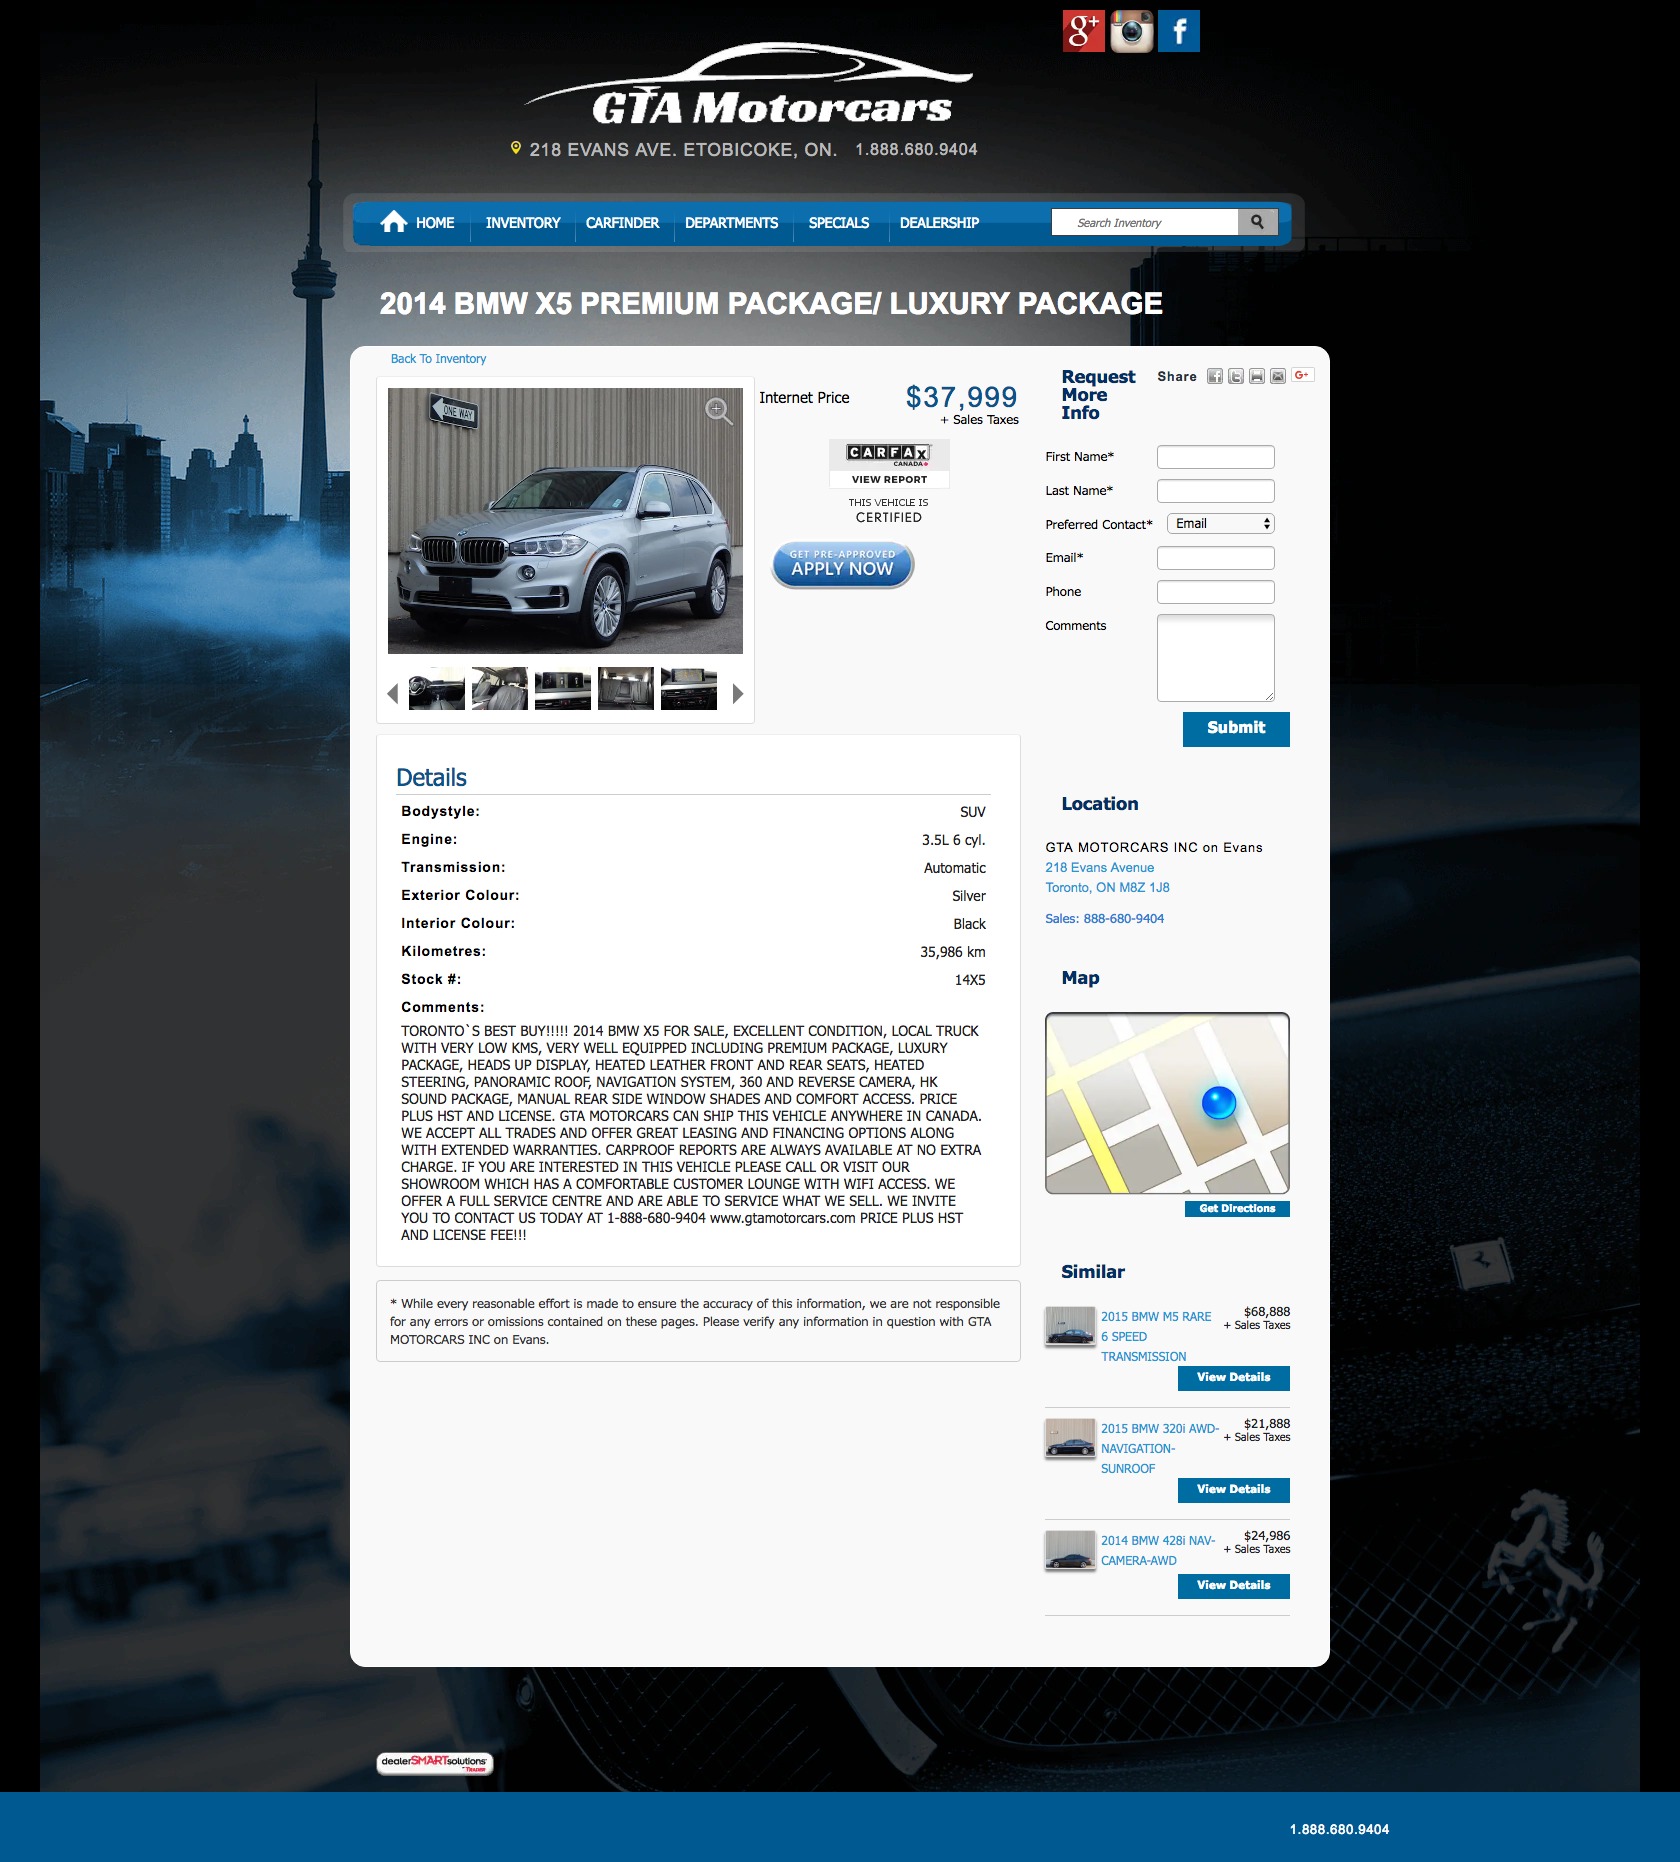 g+
f
GTA Motorcars
218 EVANS AVE. ETOBICOKE, ON. 1.888.680.9404
HOME INVENTORY CARFINDER DEPARTMENTS SPECIALS DEALERSHIP Search Inventory
2014 BMW X5 PREMIUM PACKAGE/ LUXURY PACKAGE
Back To Inventory
ONE WAY
Internet Price $37,999
+ Sales Taxes
CARFAX
CANADA
VIEW REPORT
THIS VEHICLE IS
CERTIFIED
GET PRE-APPROVED
APPLY NOW
Details
Bodystyle: SUV
Engine: 3.5L 6 cyl.
Transmission: Automatic
Exterior Colour: Silver
Interior Colour: Black
Kilometres: 35,986 km
Stock #: 14X5
Comments:
TORONTO`S BEST BUY!!!!! 2014 BMW X5 FOR SALE, EXCELLENT CONDITION, LOCAL TRUCK
WITH VERY LOW KMS, VERY WELL EQUIPPED INCLUDING PREMIUM PACKAGE, LUXURY
PACKAGE, HEADS UP DISPLAY, HEATED LEATHER FRONT AND REAR SEATS, HEATED
STEERING, PANORAMIC ROOF, NAVIGATION SYSTEM, 360 AND REVERSE CAMERA, HK
SOUND PACKAGE, MANUAL REAR SIDE WINDOW SHADES AND COMFORT ACCESS. PRICE
PLUS HST AND LICENSE. GTA MOTORCARS CAN SHIP THIS VEHICLE ANYWHERE IN CANADA.
WE ACCEPT ALL TRADES AND OFFER GREAT LEASING AND FINANCING OPTIONS ALONG
WITH EXTENDED WARRANTIES. CARPROOF REPORTS ARE ALWAYS AVAILABLE AT NO EXTRA
CHARGE. IF YOU ARE INTERESTED IN THIS VEHICLE PLEASE CALL OR VISIT OUR
SHOWROOM WHICH HAS A COMFORTABLE CUSTOMER LOUNGE WITH WIFI ACCESS. WE
OFFER A FULL SERVICE CENTRE AND ARE ABLE TO SERVICE WHAT WE SELL. WE INVITE
YOU TO CONTACT US TODAY AT 1-888-680-9404 www.gtamotorcars.com PRICE PLUS HST
AND LICENSE FEE!!!
* While every reasonable effort is made to ensure the accuracy of this information, we are not responsible
for any errors or omissions contained on these pages. Please verify any information in question with GTA
MOTORCARS INC on Evans.
Request
More
Info
Share
G+
First Name*
Last Name*
Preferred Contact* Email
Email*
Phone
Comments
Submit
Location
GTA MOTORCARS INC on Evans
218 Evans Avenue
Toronto, ON M8Z 1J8
Sales: 888-680-9404
Map
Get Directions
Similar
2015 BMW M5 RARE $68,888
6 SPEED + Sales Taxes
TRANSMISSION
View Details
2015 BMW 320i AWD- $21,888
NAVIGATION- + Sales Taxes
SUNROOF
View Details
2014 BMW 428i NAV- $24,986
CAMERA-AWD + Sales Taxes
View Details
dealerSMARTsolutions
TRADER
1.888.680.9404